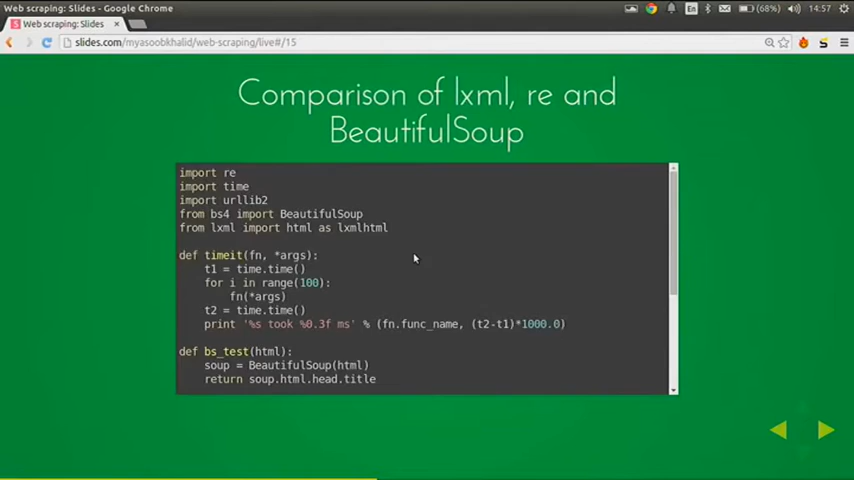 Web scraping: Slides - Google Chrome
En
(68%)
14:57
Web scraping: Slides
slides.com/myasoobkhalid/web-scraping/live#/15
Comparison of lxml, re and
BeautifulSoup
import re
import time
import urllib2
from bs4 import BeautifulSoup
from lxml import html as lxmlhtml
def timeit(fn, *args):
t1 = time.time()
for i in range(100):
fn(*args)
t2 = time.time()
print '%s took %0.3f ms' % (fn.func_name, (t2-t1)*1000.0)
def bs_test(html):
soup = BeautifulSoup(html)
return soup.html.head.title